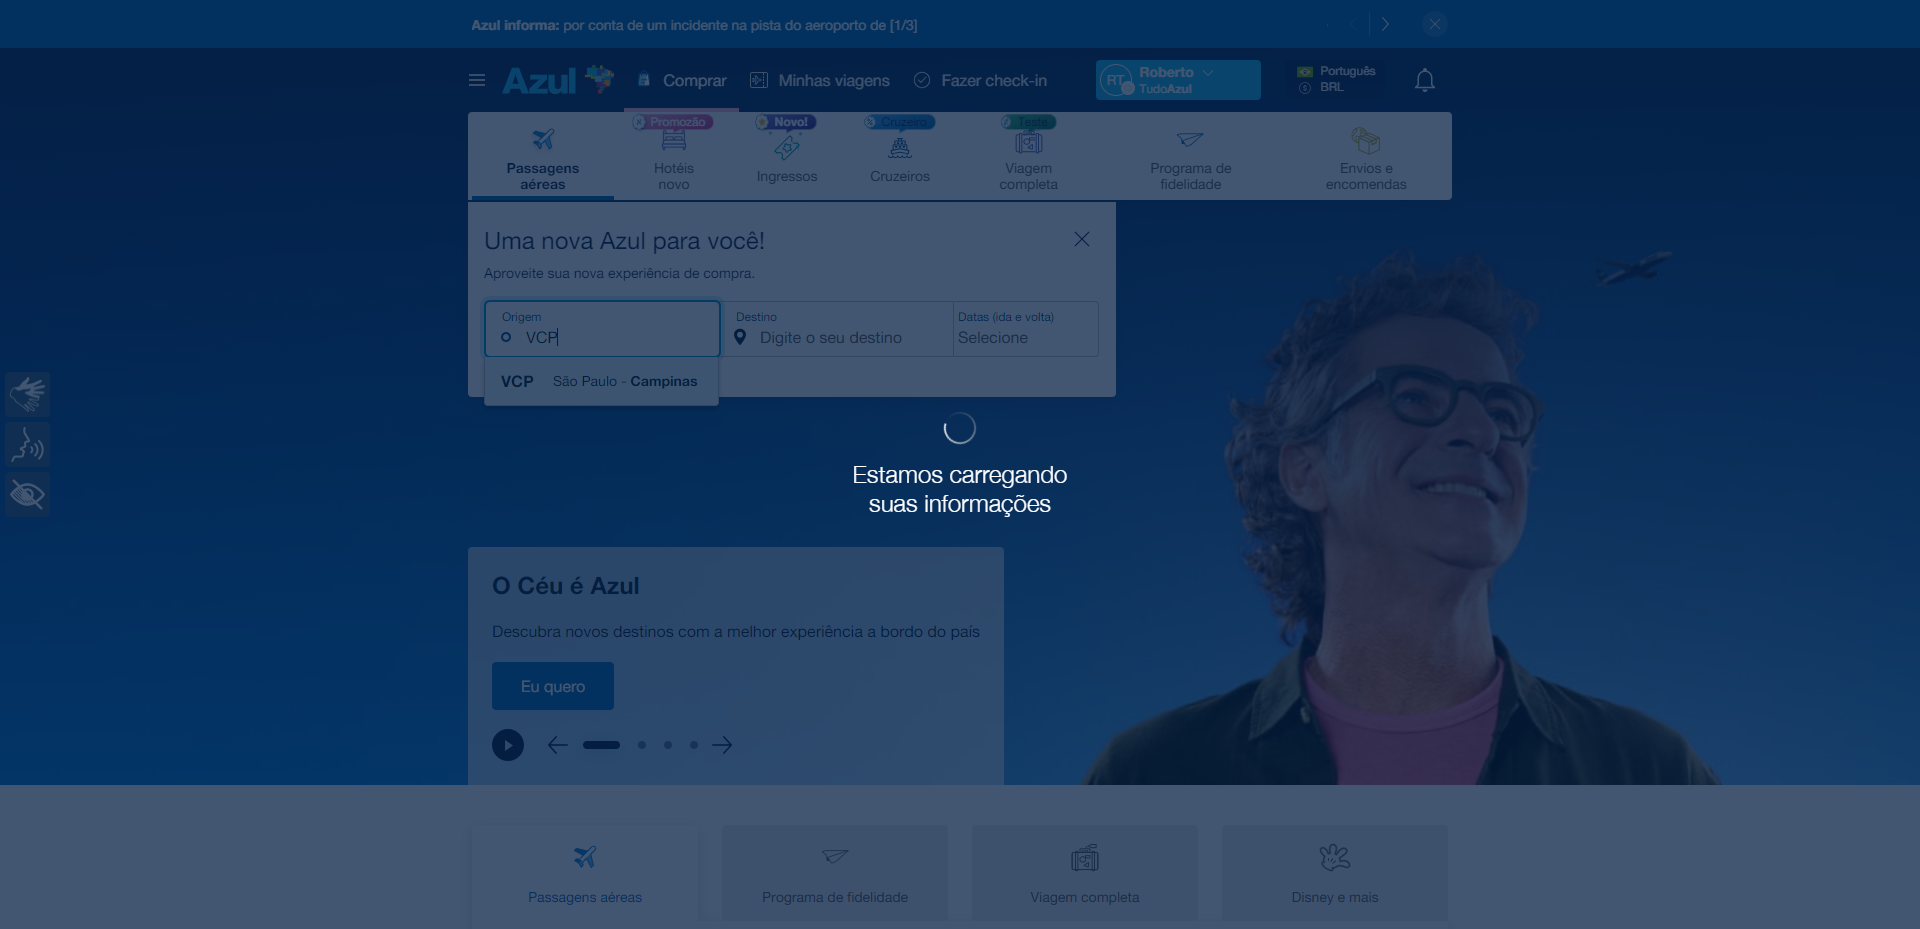 Azul informa: por conta de um incidente na pista do aeroporto de [1/3]
Azul
Comprar
Minhas viagens
Fazer check-in
RT
Roberto
TudoAzul
Português
BRL
Passagens
aéreas
Promozão
Hotéis
novo
Novo!
Ingressos
Cruzeiro
Cruzeiros
Teste
Viagem
completa
Programa de
fidelidade
Envios e
encomendas
Uma nova Azul para você!
Aproveite sua nova experiência de compra.
Origem
VCP
Destino
Digite o seu destino
Datas (ida e volta)
Selecione
VCP São Paulo - Campinas
Estamos carregando
suas informações
O Céu é Azul
Descubra novos destinos com a melhor experiência a bordo do país
Eu quero
Passagens aéreas
Programa de fidelidade
Viagem completa
Disney e mais